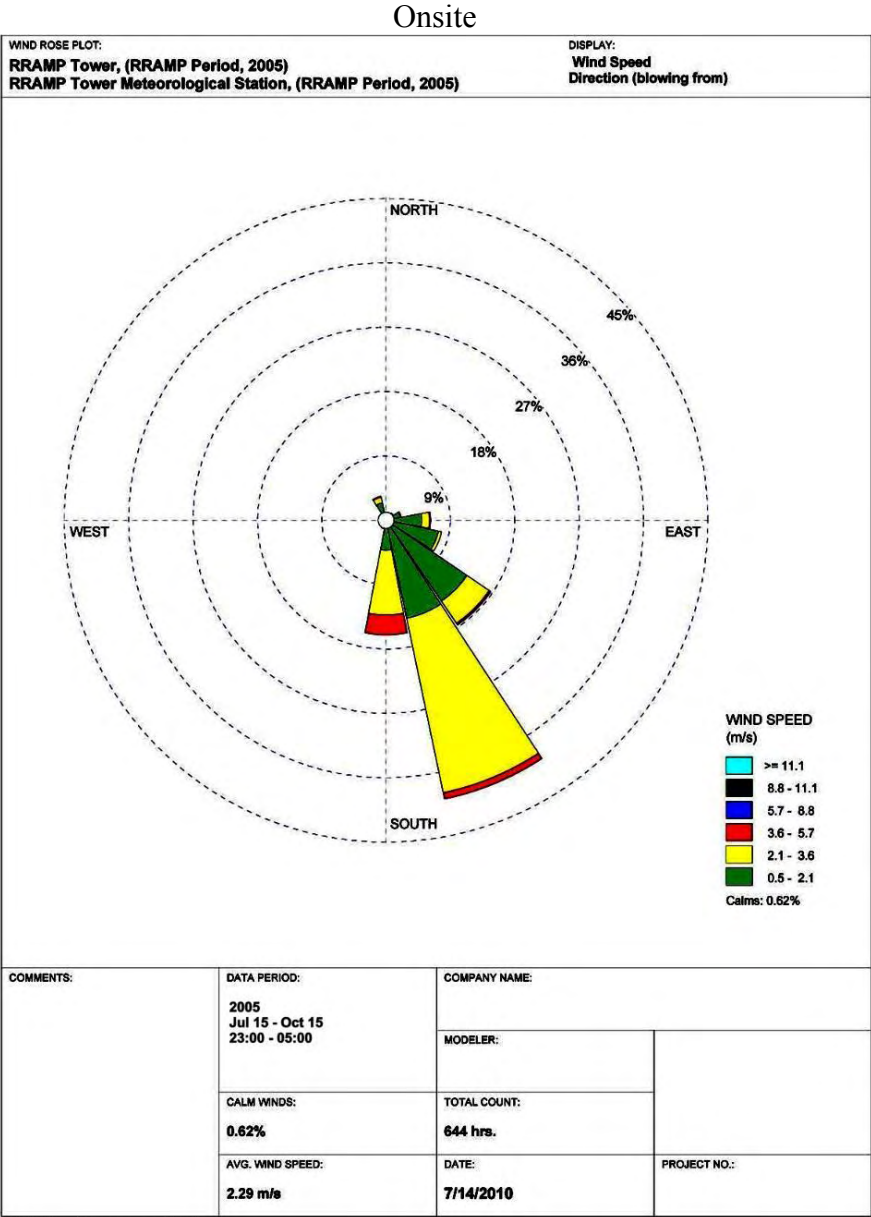 Onsite
WIND ROSE PLOT:
RRAMP Tower, (RRAMP Period, 2005)
RRAMP Tower Meteorological Station, (RRAMP Period, 2005)
DISPLAY:
Wind Speed
Direction (blowing from)
NORTH
45%
36%
27%
18%
9%
WEST
EAST
SOUTH
WIND SPEED
(m/s)
>= 11.1
8.8 - 11.1
5.7 - 8.8
3.6 - 5.7
2.1 - 3.6
0.5 - 2.1
Calms: 0.62%
COMMENTS:
DATA PERIOD:
2005
Jul 15 - Oct 15
23:00 - 05:00
COMPANY NAME:
MODELER:
CALM WINDS:
0.62%
TOTAL COUNT:
644 hrs.
AVG. WIND SPEED:
2.29 m/s
DATE:
7/14/2010
PROJECT NO.: